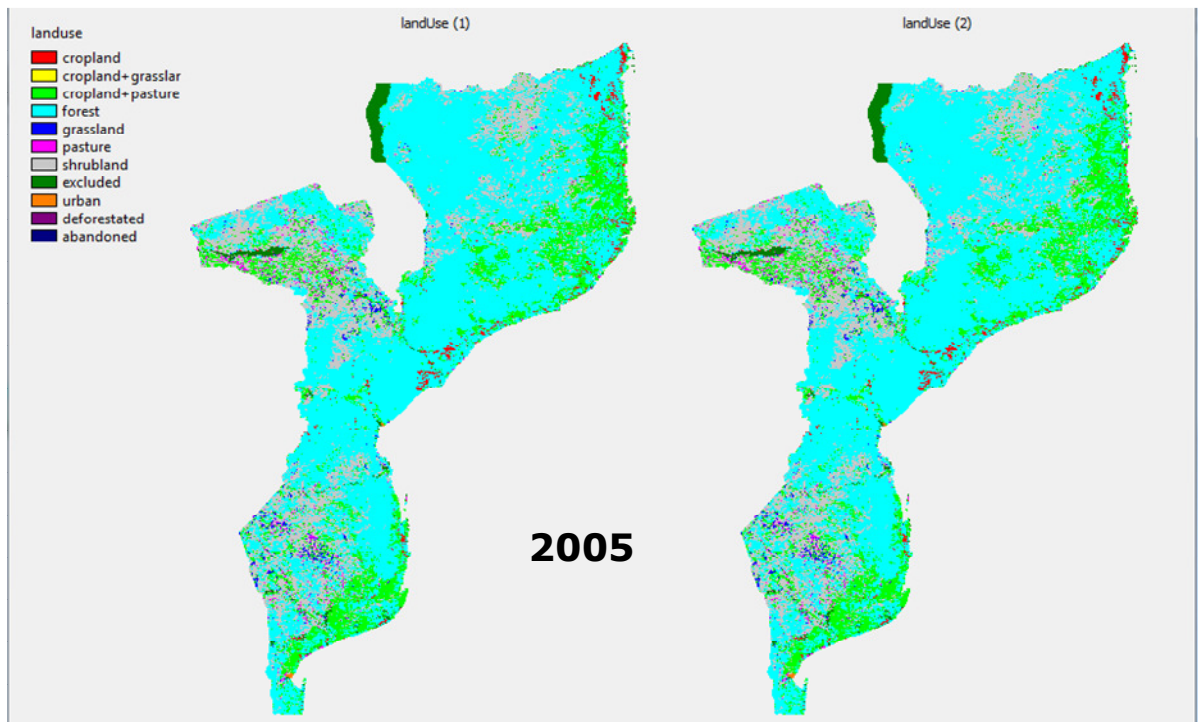 landUse (1)
landUse (2)
landuse
cropland
cropland+grasslar
cropland+pasture
forest
grassland
pasture
shrubland
excluded
urban
deforestated
abandoned
2005